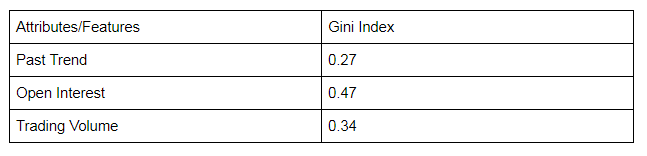 Attributes/Features Gini Index
Past Trend 0.27
Open Interest 0.47
Trading Volume 0.34